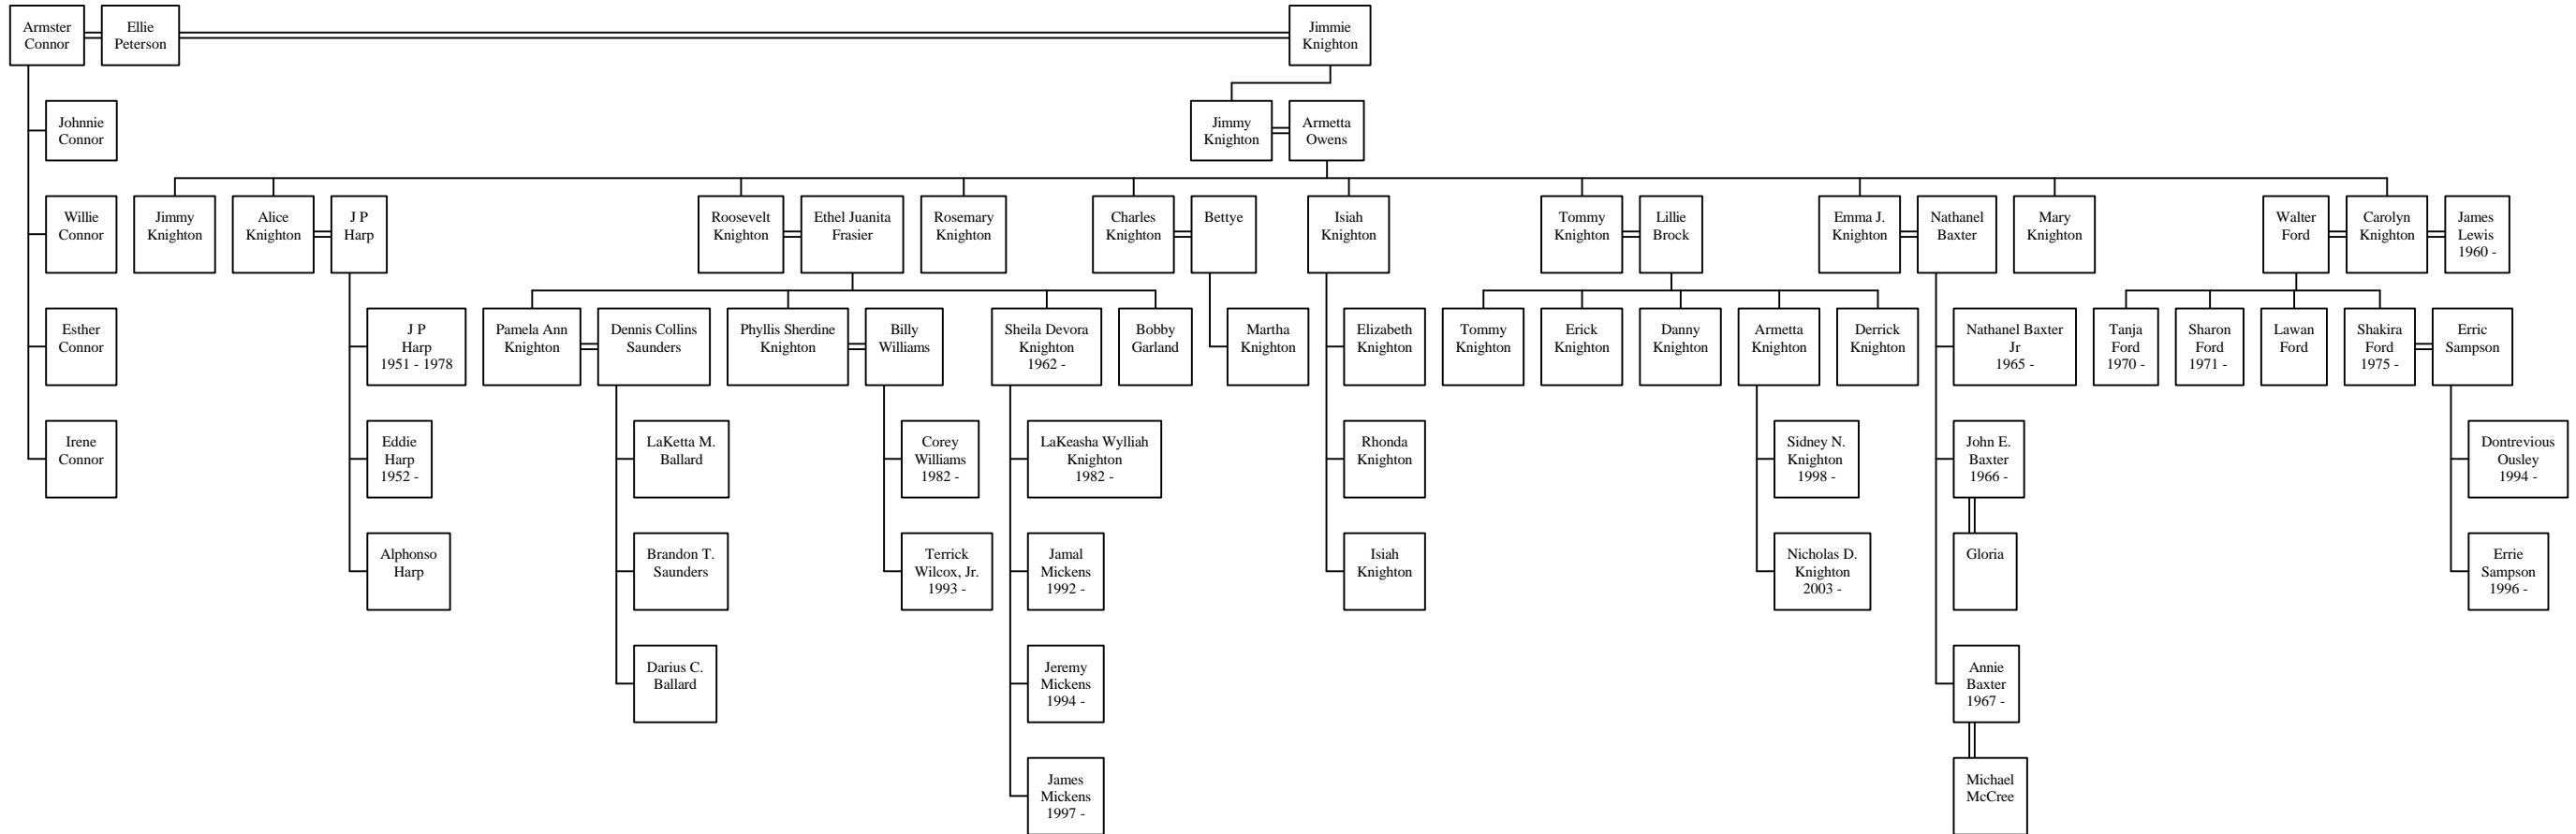 Armster
Connor
Ellie
Peterson
Jimmie
Knighton
Johnnie
Connor
Jimmy
Knighton
Armetta
Owens
Willie
Connor
Jimmy
Knighton
Alice
Knighton
J P
Harp
Roosevelt
Knighton
Ethel Juanita
Frasier
Rosemary
Knighton
Charles
Knighton
Bettye
Isiah
Knighton
Tommy
Knighton
Lillie
Brock
Emma J.
Knighton
Nathanel
Baxter
Mary
Knighton
Walter
Ford
Carolyn
Knighton
James
Lewis
1960 -
Esther
Connor
J P
Harp
1951 - 1978
Pamela Ann
Knighton
Dennis Collins
Saunders
Phyllis Sherdine
Knighton
Billy
Williams
Sheila Devora
Knighton
1962 -
Bobby
Garland
Martha
Knighton
Elizabeth
Knighton
Tommy
Knighton
Erick
Knighton
Danny
Knighton
Armetta
Knighton
Derrick
Knighton
Nathanel Baxter
Jr
1965 -
Tanja
Ford
1970 -
Sharon
Ford
1971 -
Lawan
Ford
Shakira
Ford
1975 -
Erric
Sampson
Irene
Connor
Eddie
Harp
1952 -
LaKetta M.
Ballard
Corey
Williams
1982 -
LaKeasha Wylliah
Knighton
1982 -
Rhonda
Knighton
Sidney N.
Knighton
1998 -
John E.
Baxter
1966 -
Dontrevious
Ousley
1994 -
Alphonso
Harp
Brandon T.
Saunders
Terrick
Wilcox, Jr.
1993 -
Jamal
Mickens
1992 -
Isiah
Knighton
Nicholas D.
Knighton
2003 -
Gloria
Errie
Sampson
1996 -
Darius C.
Ballard
Jeremy
Mickens
1994 -
Annie
Baxter
1967 -
James
Mickens
1997 -
Michael
McCree